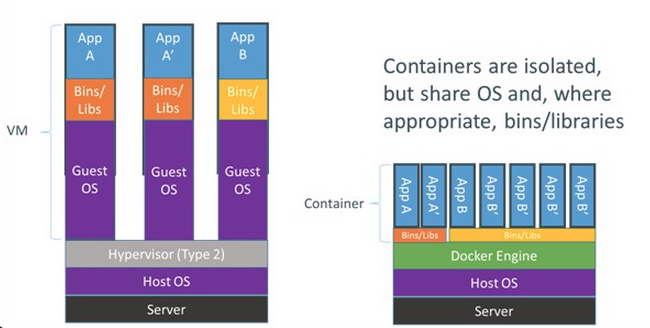 VM
App
A
App
A’
App
B
Bins/
Libs
Bins/
Libs
Bins/
Libs
Guest
OS
Guest
OS
Guest
OS
Hypervisor (Type 2)
Host OS
Server
Containers are isolated,
but share OS and, where
appropriate, bins/libraries
Container
App A
App A’
App B
App B’
App B’
App B’
App B’
Bins/Libs
Bins/Libs
Docker Engine
Host OS
Server